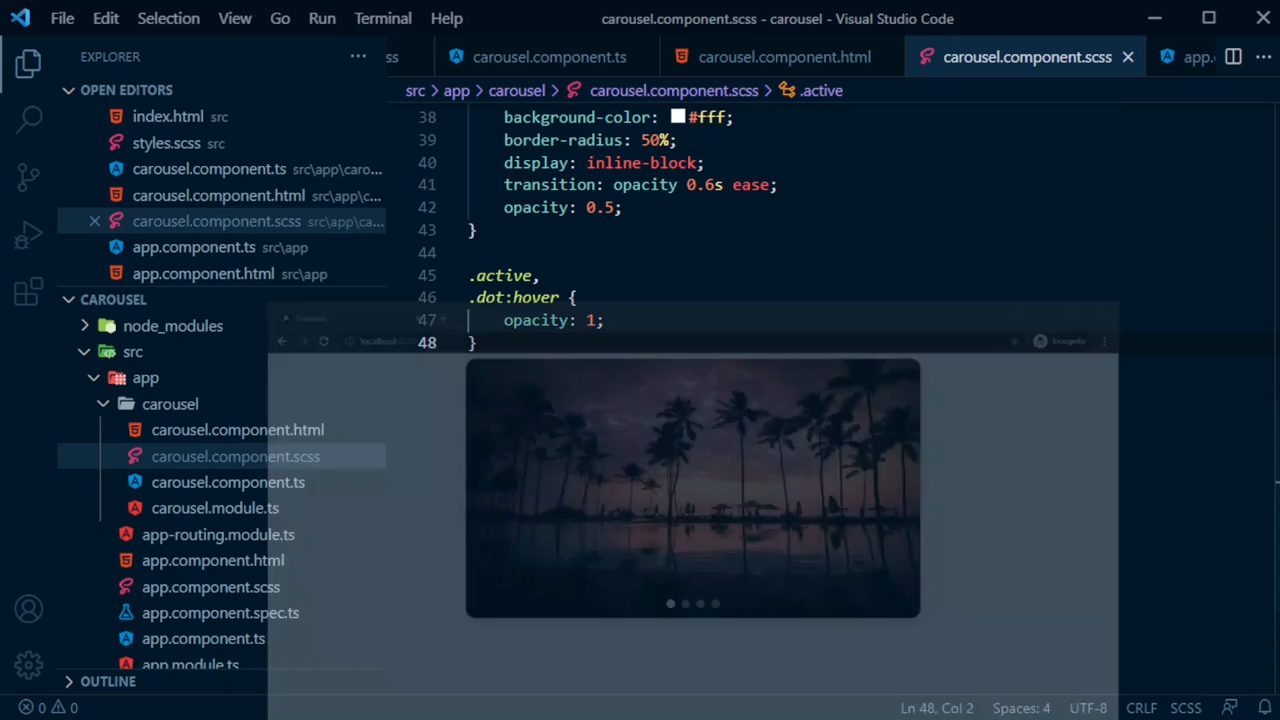 File Edit Selection View Go Run Terminal Help carousel.component.scss - carousel - Visual Studio Code
EXPLORER
OPEN EDITORS
index.html src
styles.scss src
carousel.component.ts src\app\caro...
carousel.component.html src\app\c...
carousel.component.scss src\app\ca...
app.component.ts src\app
app.component.html src\app
CAROUSEL
node_modules
src
app
carousel
carousel.component.html
carousel.component.scss
carousel.component.ts
carousel.module.ts
app-routing.module.ts
app.component.html
app.component.scss
app.component.spec.ts
app.component.ts
app.module.ts
OUTLINE
ss carousel.component.ts carousel.component.html carousel.component.scss app.
src > app > carousel > carousel.component.scss > .active
38 background-color: #fff;
39 border-radius: 50%;
40 display: inline-block;
41 transition: opacity 0.6s ease;
42 opacity: 0.5;
43 }
44
45 .active,
46 .dot:hover {
47 opacity: 1;
48 }
Incognito
0 0 Ln 48, Col 2 Spaces: 4 UTF-8 CRLF SCSS